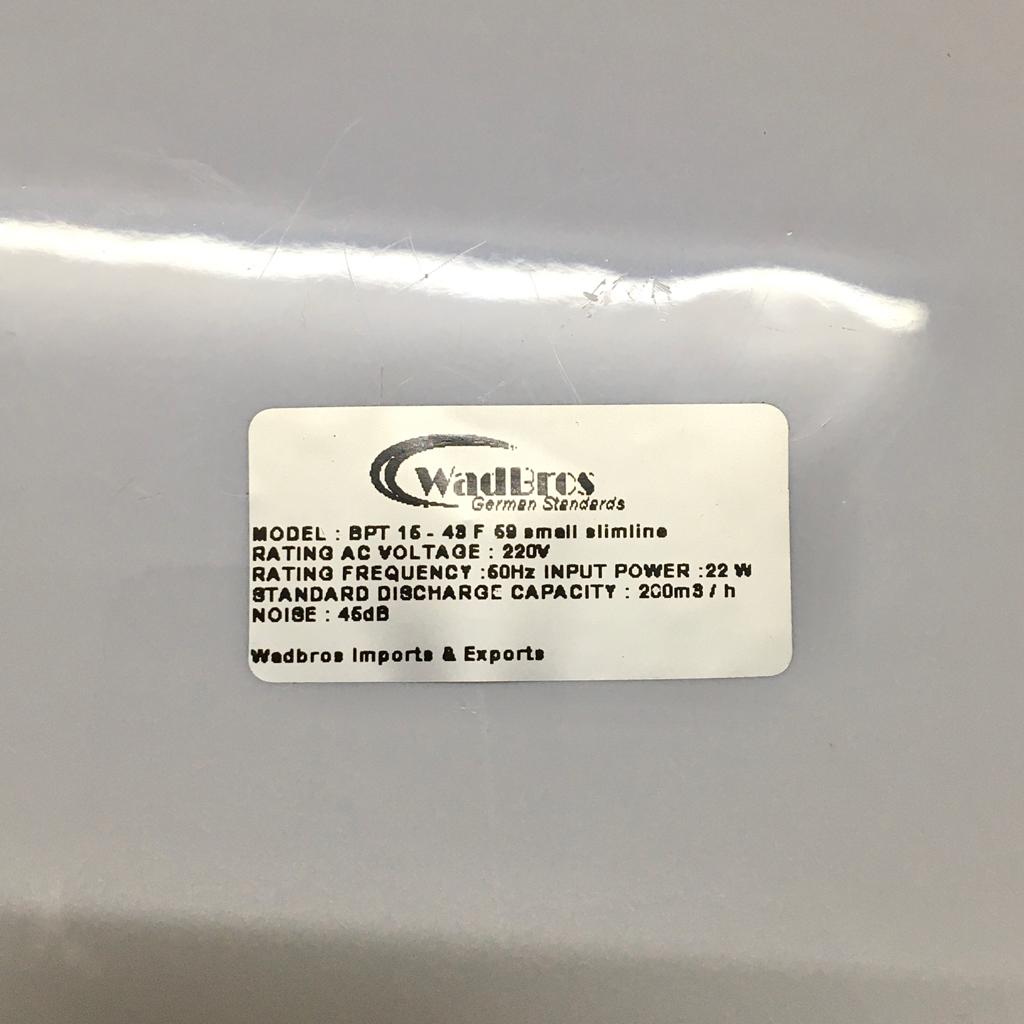 WadBros
German Standards
MODEL : BPT 15 - 43 F 59 small slimline
RATING AC VOLTAGE : 220V
RATING FREQUENCY :50Hz INPUT POWER :22 W
STANDARD DISCHARGE CAPACITY : 200m3 / h
NOISE : 45dB
Wadbros Imports & Exports